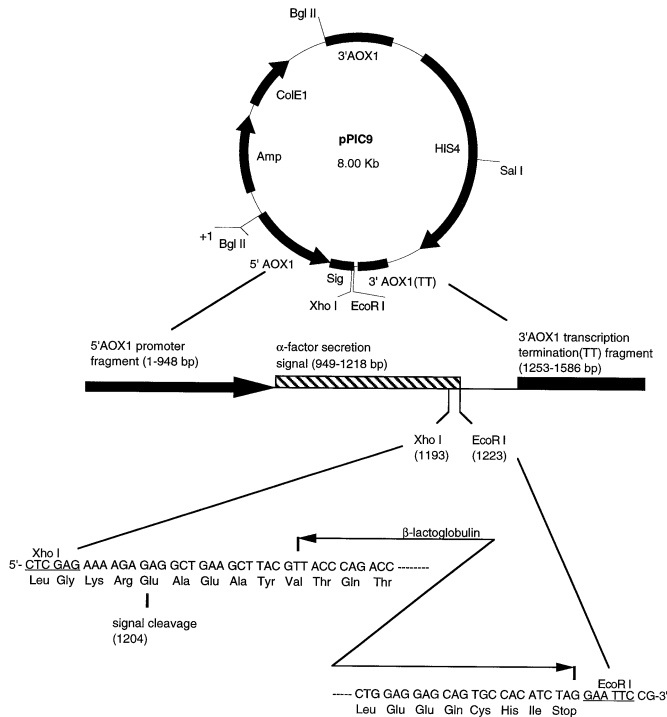 Bgl II
3'AOX1
ColE1
pPIC9
8.00 Kb
HIS4
Amp
Sal I
+1
Bgl II
5' AOX1
Sig
3' AOX1(TT)
Xho I
EcoR I
5'AOX1 promoter
fragment (1-948 bp)
α-factor secretion
signal (949-1218 bp)
3'AOX1 transcription
termination(TT) fragment
(1253-1586 bp)
Xho I
(1193)
EcoR I
(1223)
β-lactoglobulin
Xho I
5'- CTC GAG AAA AGA GAG GCT GAA GCT TAC GTT ACC CAG ACC --------
Leu Gly Lys Arg Glu Ala Glu Ala Tyr Val Thr Gln Thr
signal cleavage
(1204)
EcoR I
----- CTG GAG GAG CAG TGC CAC ATC TAG GAA TTC CG-3'
Leu Glu Glu Gln Cys His Ile Stop